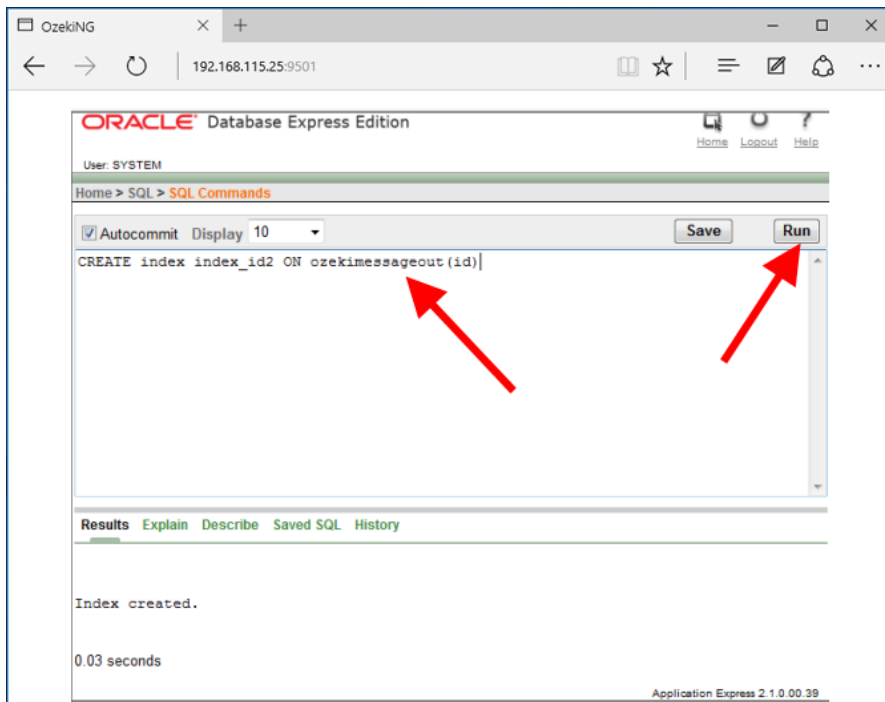 OzekiNG
192.168.115.25:9501
ORACLE Database Express Edition
Home Logout Help
User: SYSTEM
Home > SQL > SQL Commands
Autocommit Display 10 Save Run
CREATE index index_id2 ON ozekimessageout(id)
Results Explain Describe Saved SQL History
Index created.
0.03 seconds
Application Express 2.1.0.00.39